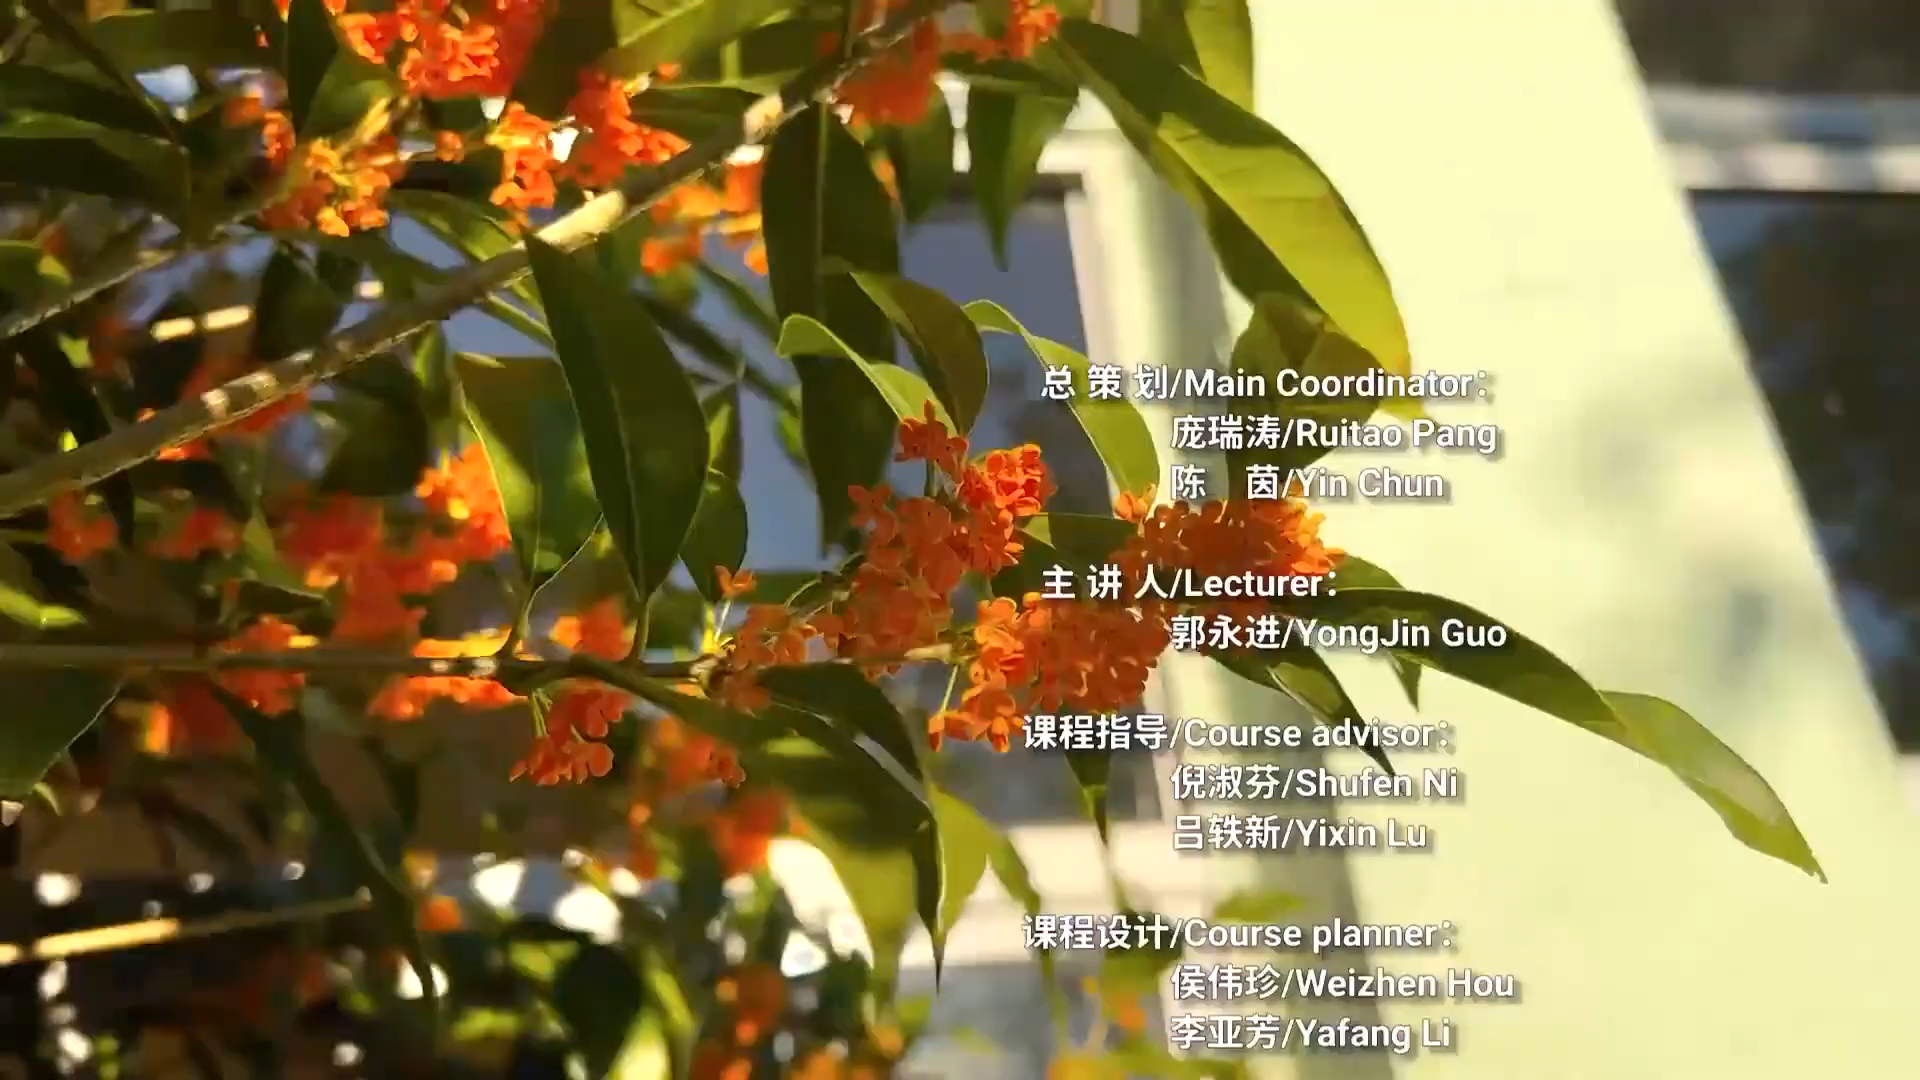 总 策 划/Main Coordinator：
庞瑞涛/Ruitao Pang
陈 茵/Yin Chun
主 讲 人/Lecturer：
郭永进/YongJin Guo
课程指导/Course advisor：
倪淑芬/Shufen Ni
吕轶新/Yixin Lu
课程设计/Course planner：
侯伟珍/Weizhen Hou
李亚芳/Yafang Li